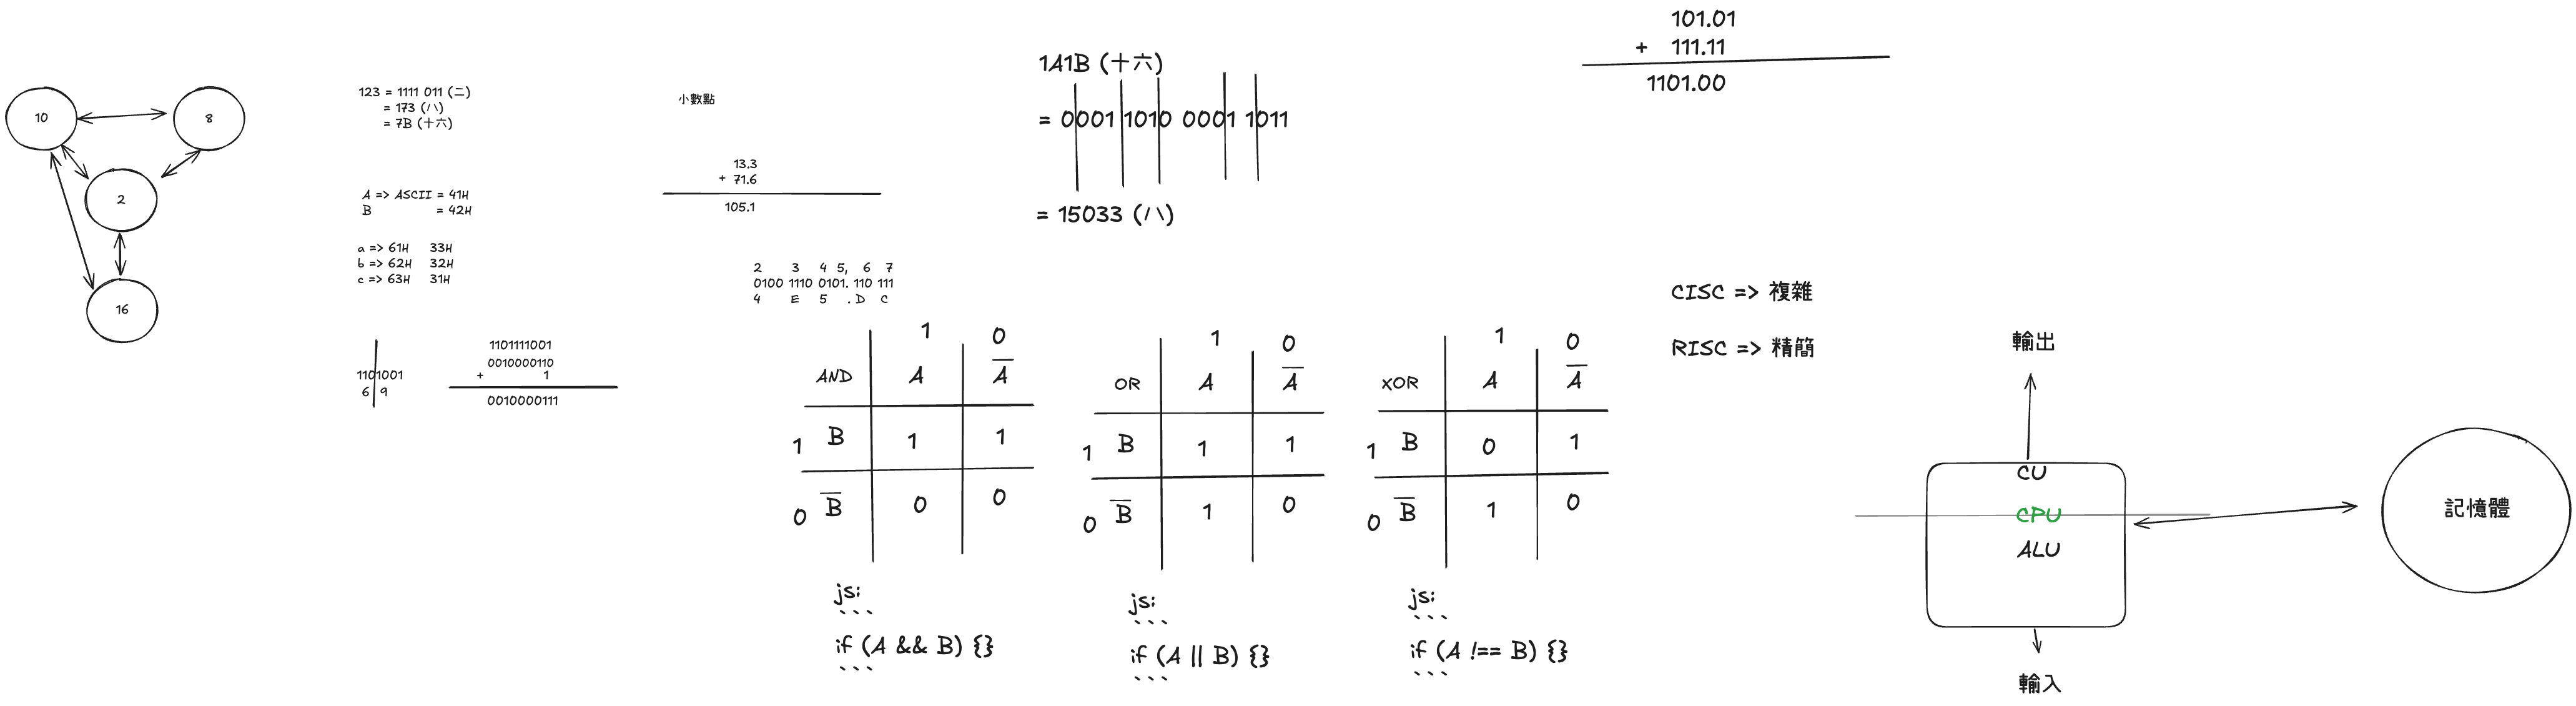 10
8
2
16
123 = 1111 011 (二)
= 173 (八)
= 7B (十六)
A => ASCII = 41H
B = 42H
a => 61H 33H
b => 62H 32H
c => 63H 31H
1101001
6 9
1101111001
0010000110
+ 1
0010000111
小數點
13.3
+ 71.6
105.1
2 3 4 5, 6 7
0100 1110 0101. 110 111
4 E 5 . D C
1A1B (十六)
= 0001 1010 0001 1011
= 15033 (八)
101.01
+ 111.11
1101.00
1 0
AND A A̅
1 B 1 1
0 B̅ 0 0
js:
```
if (A && B) {}
```
1 0
OR A A̅
1 B 1 1
0 B̅ 1 0
js:
```
if (A || B) {}
```
1 0
XOR A A̅
1 B 0 1
0 B̅ 1 0
js:
```
if (A !== B) {}
```
CISC => 複雜
RISC => 精簡
輸出
CU
CPU
ALU
輸入
記憶體